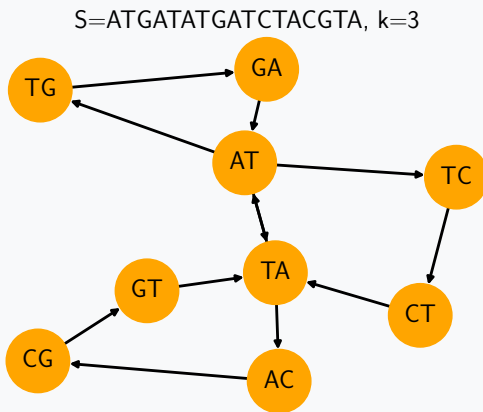 S=ATGATATGATCTACGTA, k=3
GA
TG
AT
TC
TA
GT
CT
CG
AC